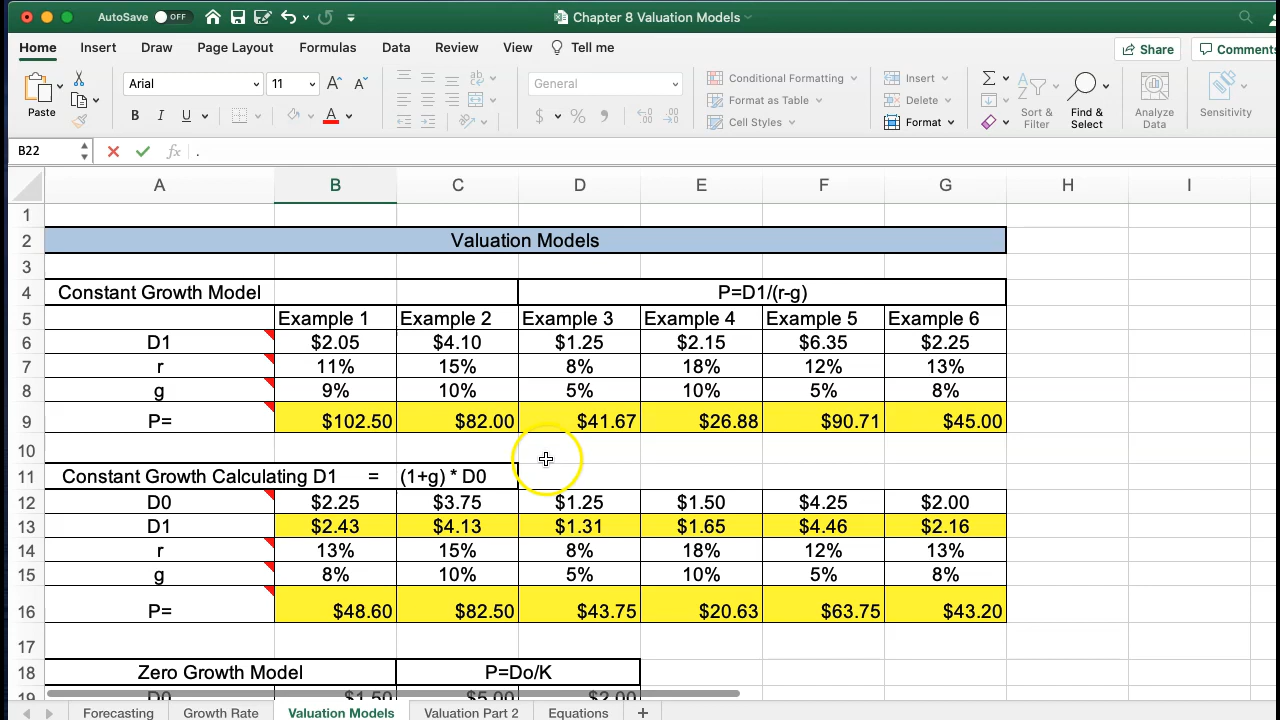 AutoSave OFF Chapter 8 Valuation Models
Home Insert Draw Page Layout Formulas Data Review View Tell me Share Comments
Paste Arial 11 A A General Conditional Formatting Insert
B I U A $ % Format as Table Delete
Cell Styles Format Sort & Filter Find & Select Analyze Data Sensitivity
B22 fx .
A B C D E F G H I
1
2 Valuation Models
3
4 Constant Growth Model P=D1/(r-g)
5 Example 1 Example 2 Example 3 Example 4 Example 5 Example 6
6 D1 $2.05 $4.10 $1.25 $2.15 $6.35 $2.25
7 r 11% 15% 8% 18% 12% 13%
8 g 9% 10% 5% 10% 5% 8%
9 P= $102.50 $82.00 $41.67 $26.88 $90.71 $45.00
10
11 Constant Growth Calculating D1 = (1+g) * D0
12 D0 $2.25 $3.75 $1.25 $1.50 $4.25 $2.00
13 D1 $2.43 $4.13 $1.31 $1.65 $4.46 $2.16
14 r 13% 15% 8% 18% 12% 13%
15 g 8% 10% 5% 10% 5% 8%
16 P= $48.60 $82.50 $43.75 $20.63 $63.75 $43.20
17
18 Zero Growth Model P=Do/K
19 D0 $1.50 $5.00 $2.00
Forecasting Growth Rate Valuation Models Valuation Part 2 Equations +